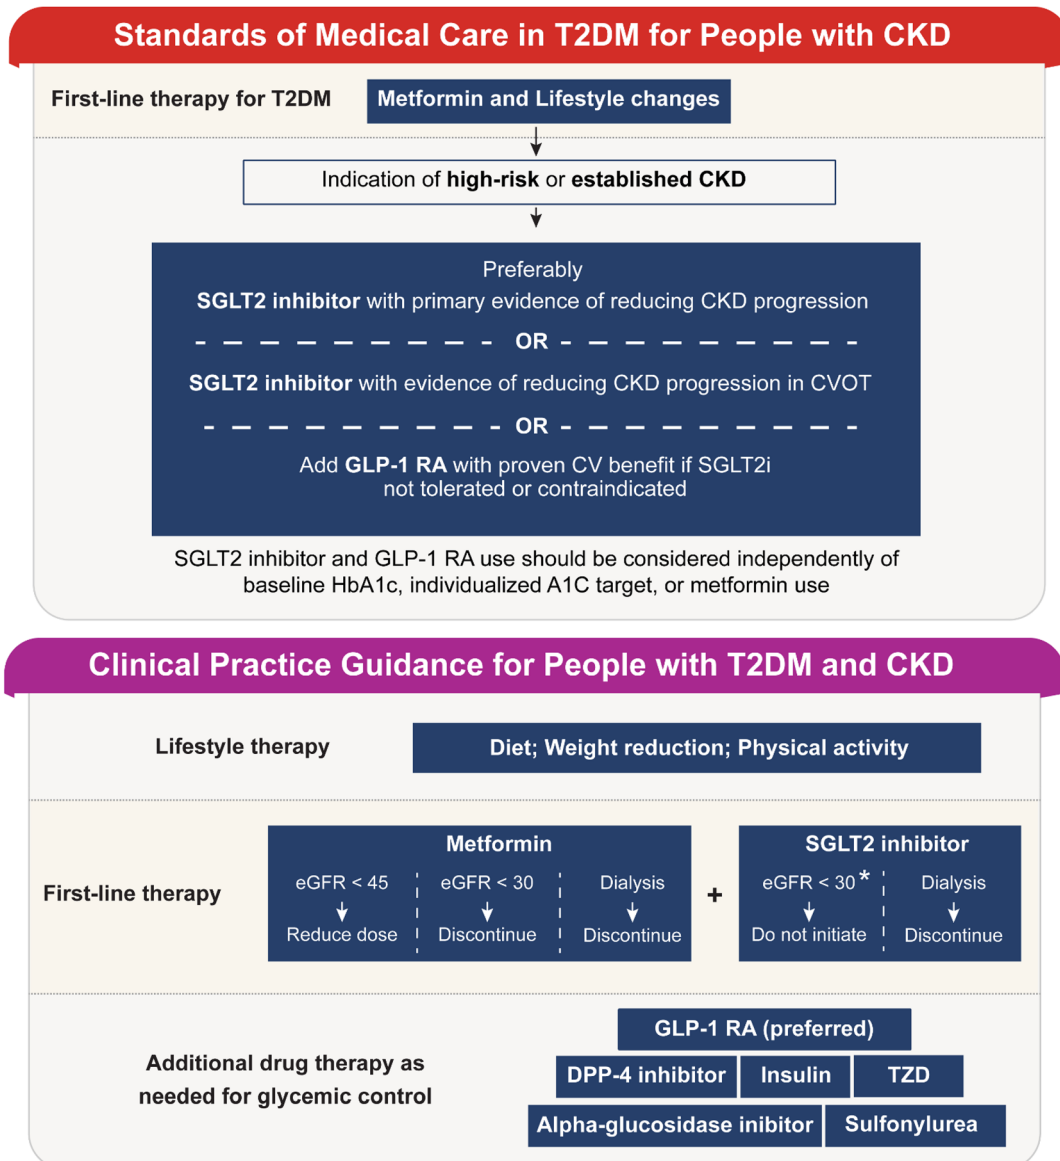 Standards of Medical Care in T2DM for People with CKD
First-line therapy for T2DM
Metformin and Lifestyle changes
Indication of high-risk or established CKD
Preferably
SGLT2 inhibitor with primary evidence of reducing CKD progression
OR
SGLT2 inhibitor with evidence of reducing CKD progression in CVOT
OR
Add GLP-1 RA with proven CV benefit if SGLT2i
not tolerated or contraindicated
SGLT2 inhibitor and GLP-1 RA use should be considered independently of
baseline HbA1c, individualized A1C target, or metformin use
Clinical Practice Guidance for People with T2DM and CKD
Lifestyle therapy
Diet; Weight reduction; Physical activity
First-line therapy
Metformin
eGFR < 45
Reduce dose
eGFR < 30
Discontinue
Dialysis
Discontinue
+
SGLT2 inhibitor
eGFR < 30*
Do not initiate
Dialysis
Discontinue
Additional drug therapy as
needed for glycemic control
GLP-1 RA (preferred)
DPP-4 inhibitor
Insulin
TZD
Alpha-glucosidase inibitor
Sulfonylurea